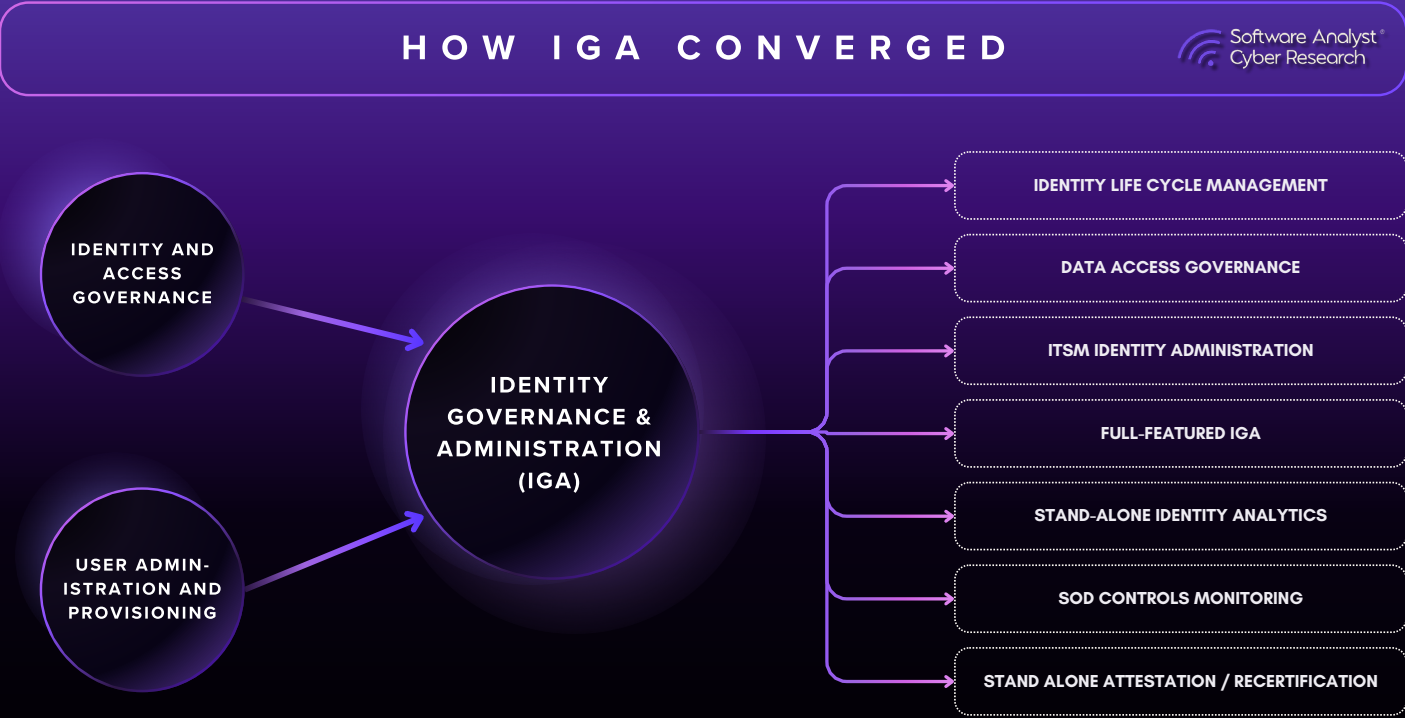 HOW IGA CONVERGED
Software Analyst
Cyber Research
IDENTITY AND
ACCESS
GOVERNANCE
USER ADMIN-
ISTRATION AND
PROVISIONING
IDENTITY
GOVERNANCE &
ADMINISTRATION
(IGA)
IDENTITY LIFE CYCLE MANAGEMENT
DATA ACCESS GOVERNANCE
ITSM IDENTITY ADMINISTRATION
FULL-FEATURED IGA
STAND-ALONE IDENTITY ANALYTICS
SOD CONTROLS MONITORING
STAND ALONE ATTESTATION / RECERTIFICATION